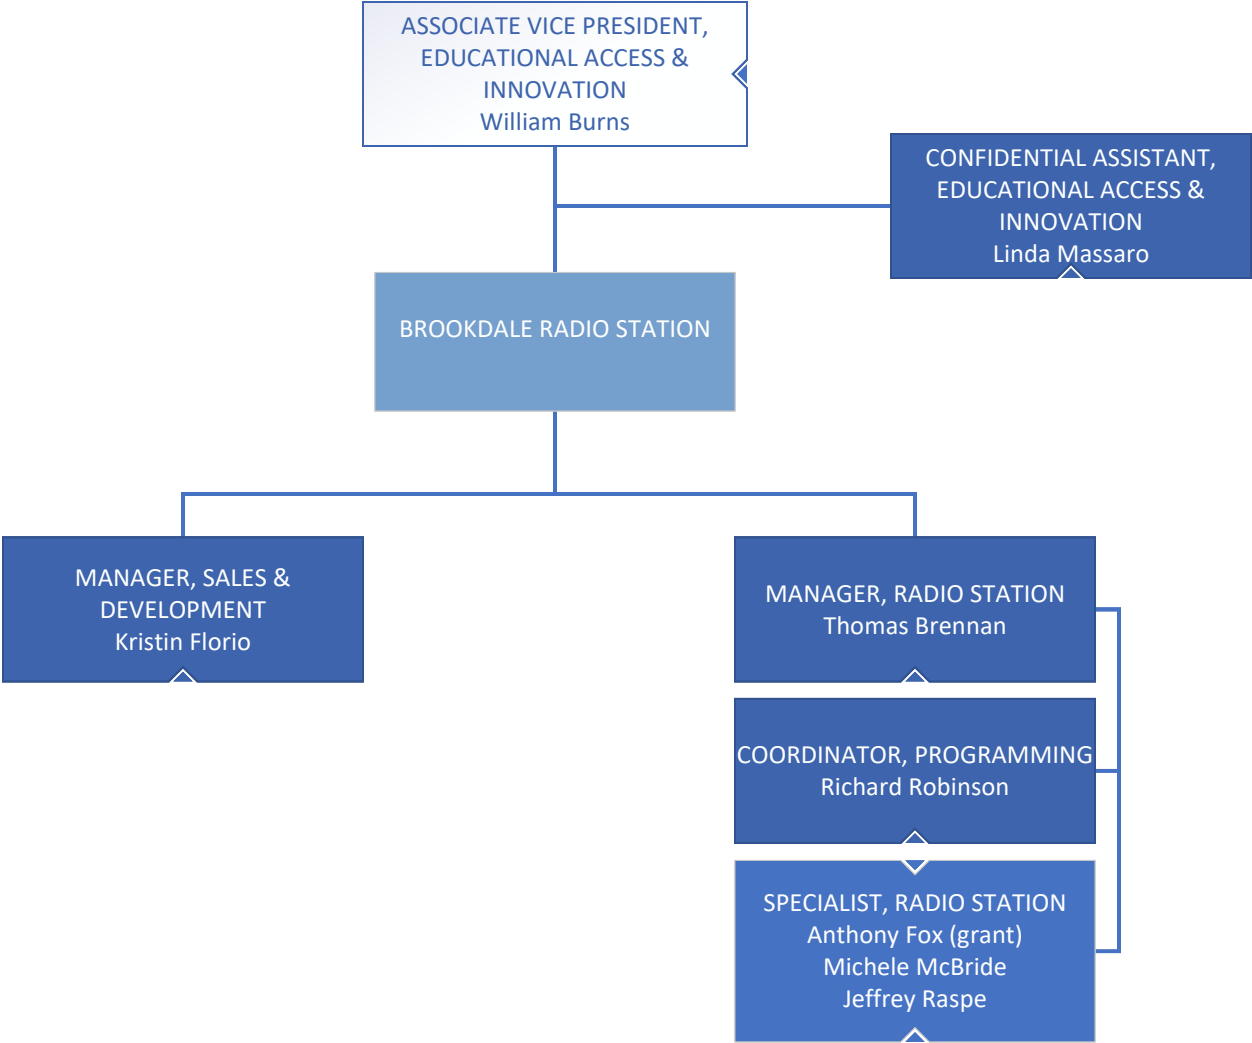 ASSOCIATE VICE PRESIDENT,
EDUCATIONAL ACCESS &
INNOVATION
William Burns
CONFIDENTIAL ASSISTANT,
EDUCATIONAL ACCESS &
INNOVATION
Linda Massaro
BROOKDALE RADIO STATION
MANAGER, SALES &
DEVELOPMENT
Kristin Florio
MANAGER, RADIO STATION
Thomas Brennan
COORDINATOR, PROGRAMMING
Richard Robinson
SPECIALIST, RADIO STATION
Anthony Fox (grant)
Michele McBride
Jeffrey Raspe